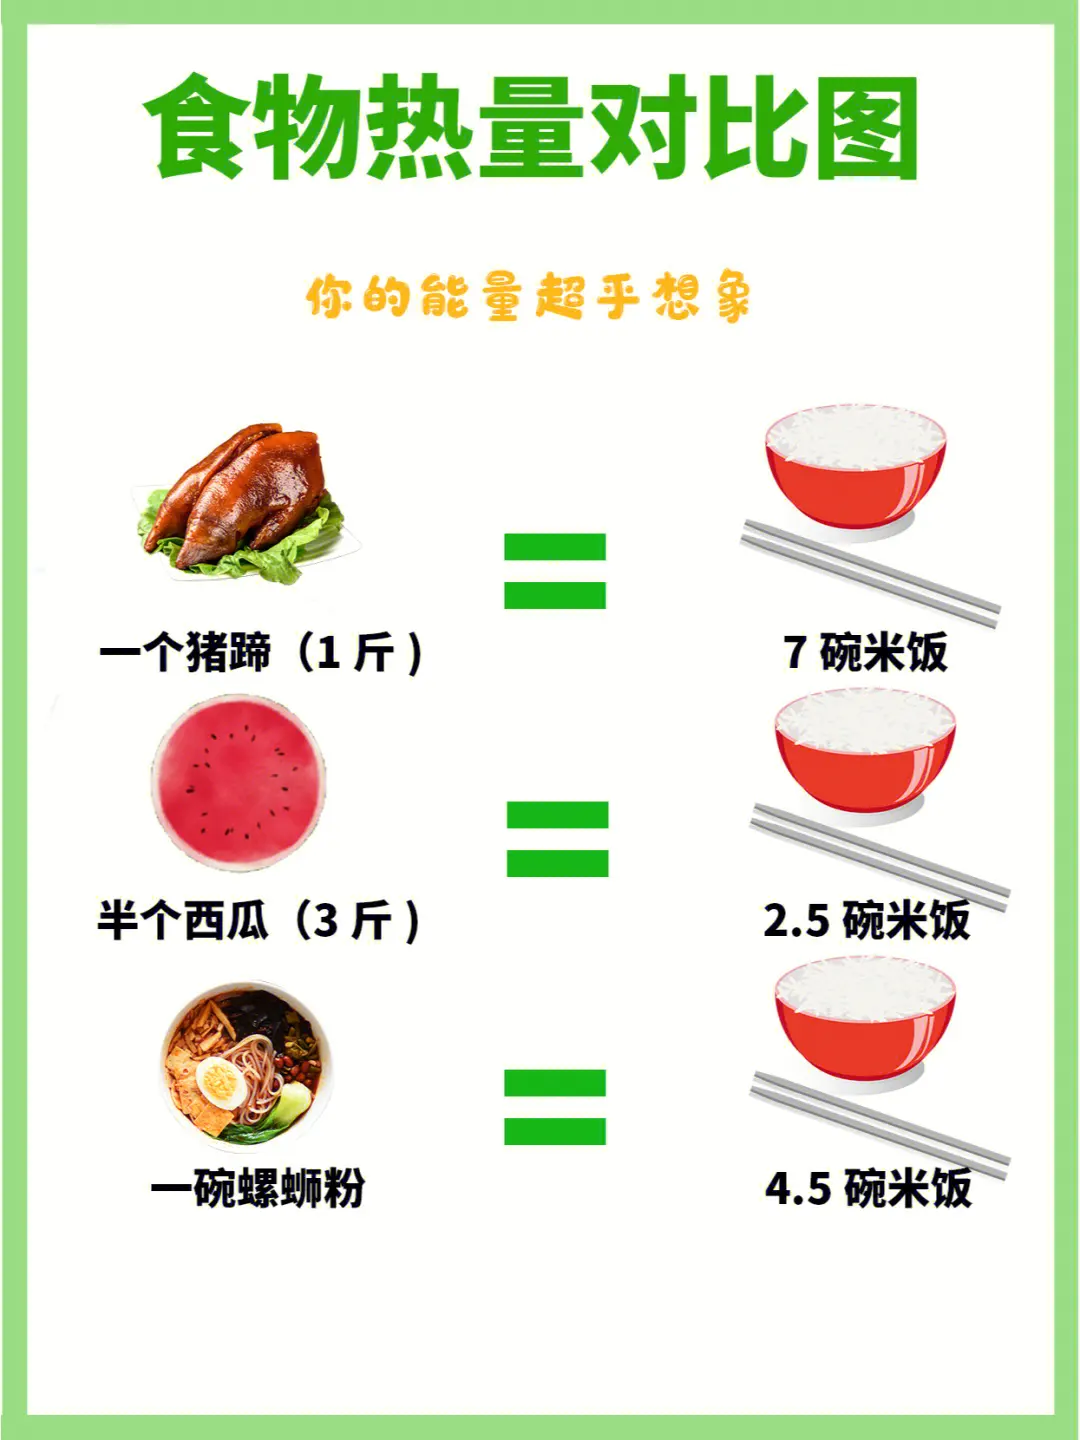 食物热量对比图
你的能量超乎想象
一个猪蹄（1 斤）
7 碗米饭
半个西瓜（3 斤）
2.5 碗米饭
一碗螺蛳粉
4.5 碗米饭